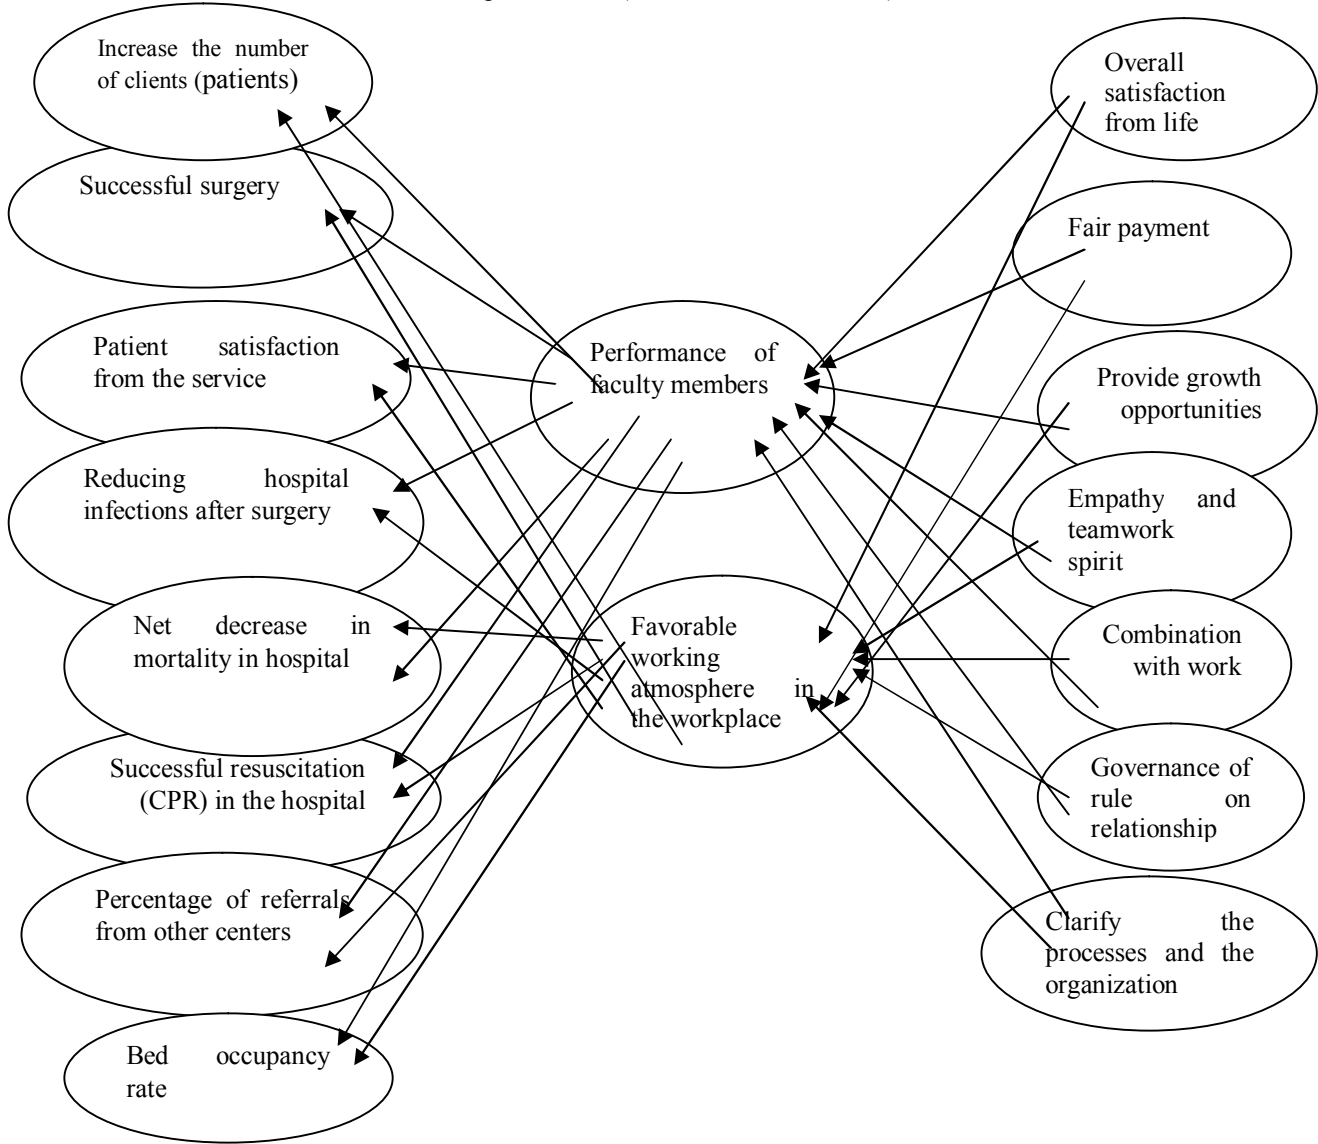 Increase the number
of clients (patients)
Successful surgery
Patient satisfaction
from the service
Reducing hospital
infections after surgery
Net decrease in
mortality in hospital
Successful resuscitation
(CPR) in the hospital
Percentage of referrals
from other centers
Bed occupancy
rate
Performance of
faculty members
Favorable
working
atmosphere in
the workplace
Overall
satisfaction
from life
Fair payment
Provide growth
opportunities
Empathy and
teamwork
spirit
Combination
with work
Governance of
rule on
relationship
Clarify the
processes and the
organization